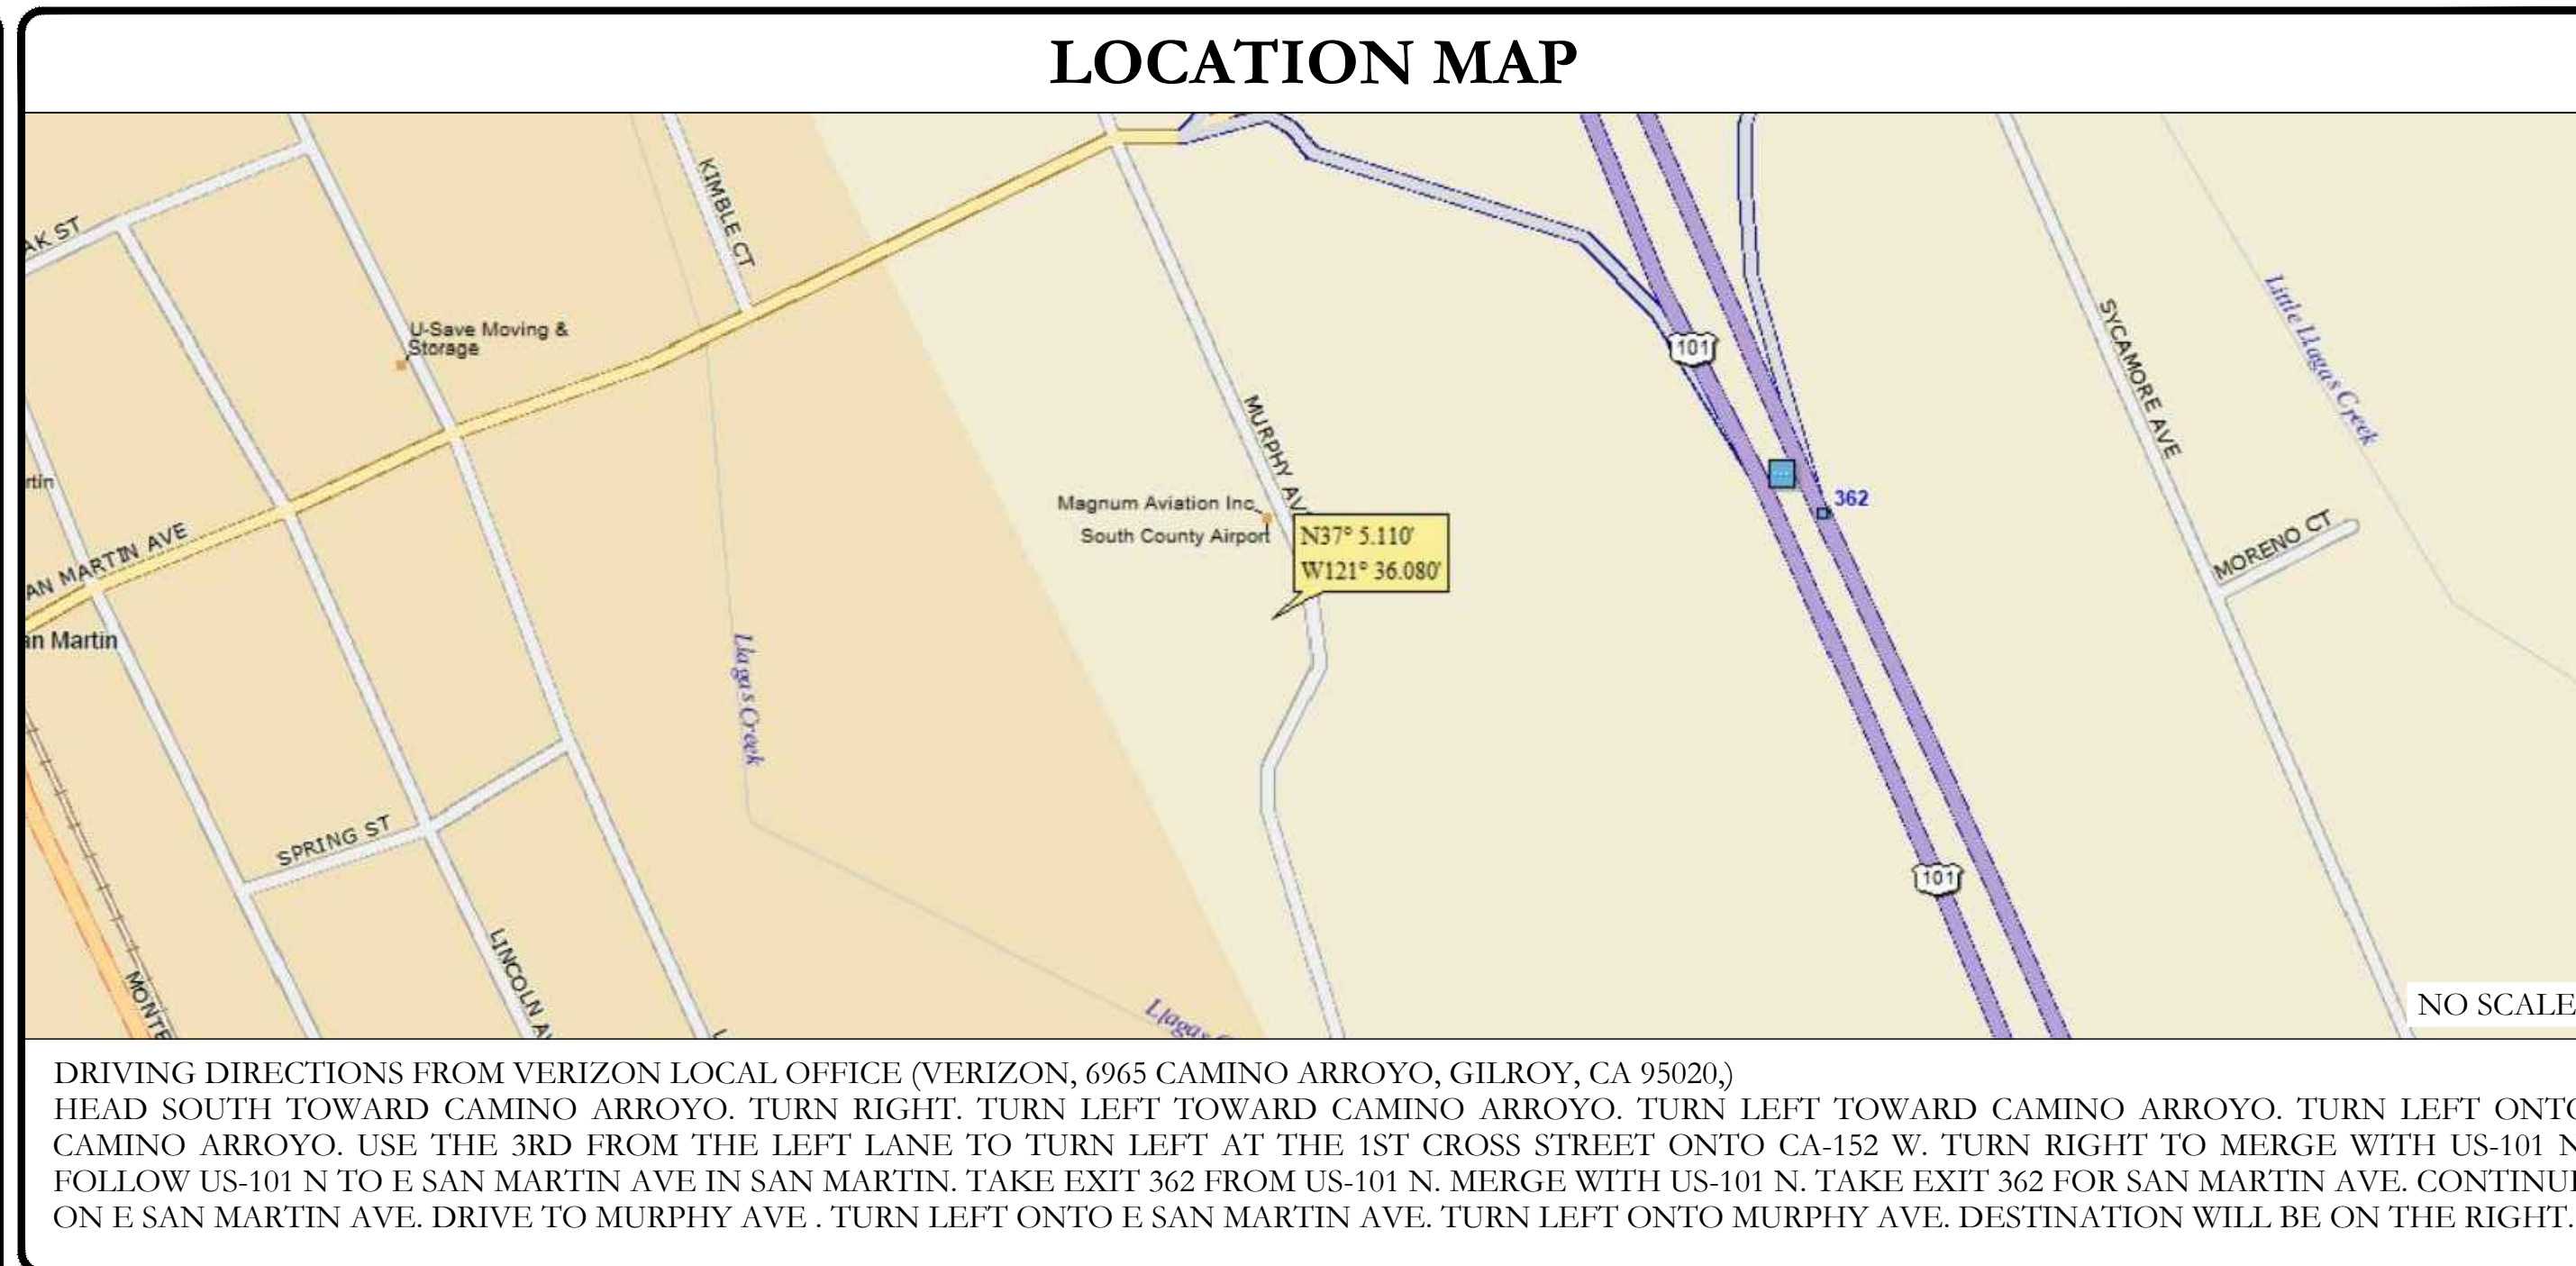 LOCATION MAP
AK ST
KIMBLE CT
U-Save Moving &
Storage
rtin
AN MARTIN AVE
an Martin
SPRING ST
LINCOLN AV
MONTE
Llagas Creek
Llagas C
MURPHY AV
Magnum Aviation Inc
South County Airport
N37° 5.110'
W121° 36.080'
101
362
101
SYCAMORE AVE
Little Llagas Creek
MORENO CT
NO SCALE
DRIVING DIRECTIONS FROM VERIZON LOCAL OFFICE (VERIZON, 6965 CAMINO ARROYO, GILROY, CA 95020,)
HEAD SOUTH TOWARD CAMINO ARROYO. TURN RIGHT. TURN LEFT TOWARD CAMINO ARROYO. TURN LEFT TOWARD CAMINO ARROYO. TURN LEFT ONTO
CAMINO ARROYO. USE THE 3RD FROM THE LEFT LANE TO TURN LEFT AT THE 1ST CROSS STREET ONTO CA-152 W. TURN RIGHT TO MERGE WITH US-101 N
FOLLOW US-101 N TO E SAN MARTIN AVE IN SAN MARTIN. TAKE EXIT 362 FROM US-101 N. MERGE WITH US-101 N. TAKE EXIT 362 FOR SAN MARTIN AVE. CONTINUE
ON E SAN MARTIN AVE. DRIVE TO MURPHY AVE . TURN LEFT ONTO E SAN MARTIN AVE. TURN LEFT ONTO MURPHY AVE. DESTINATION WILL BE ON THE RIGHT.